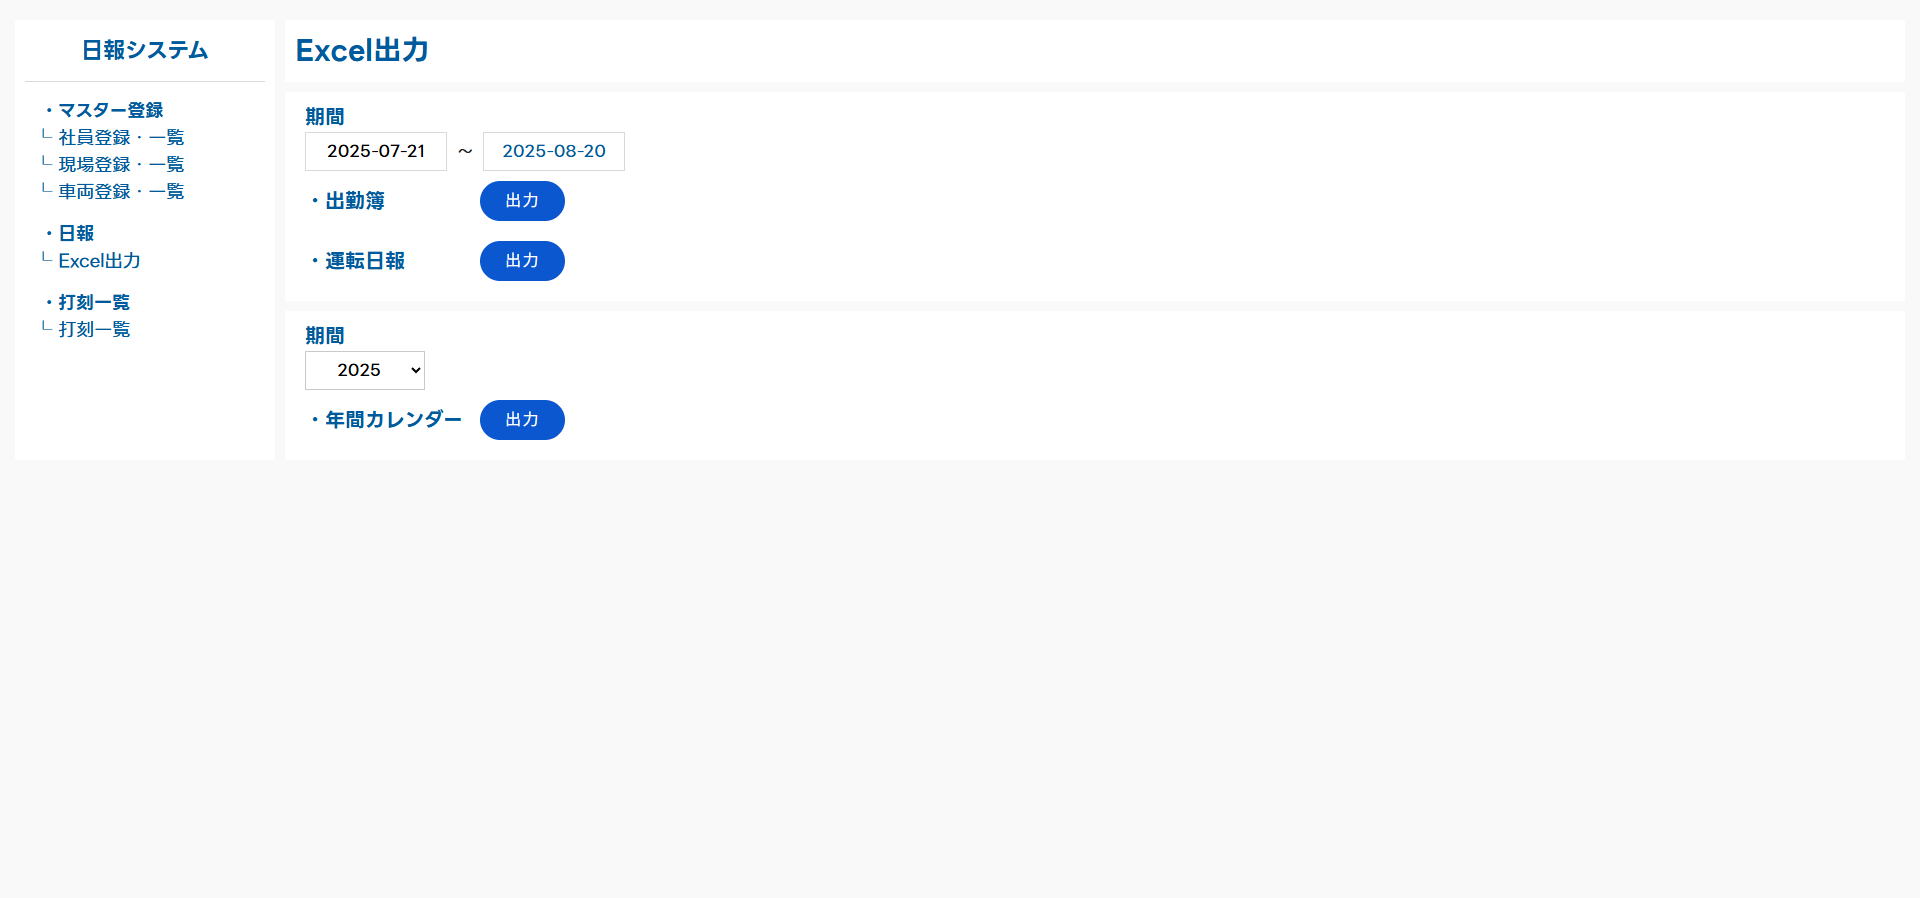 日報システム
・マスター登録
└ 社員登録・一覧
└ 現場登録・一覧
└ 車両登録・一覧
・日報
└ Excel出力
・打刻一覧
└ 打刻一覧
Excel出力
期間
2025-07-21 ～ 2025-08-20
・出勤簿 出力
・運転日報 出力
期間
2025
・年間カレンダー 出力